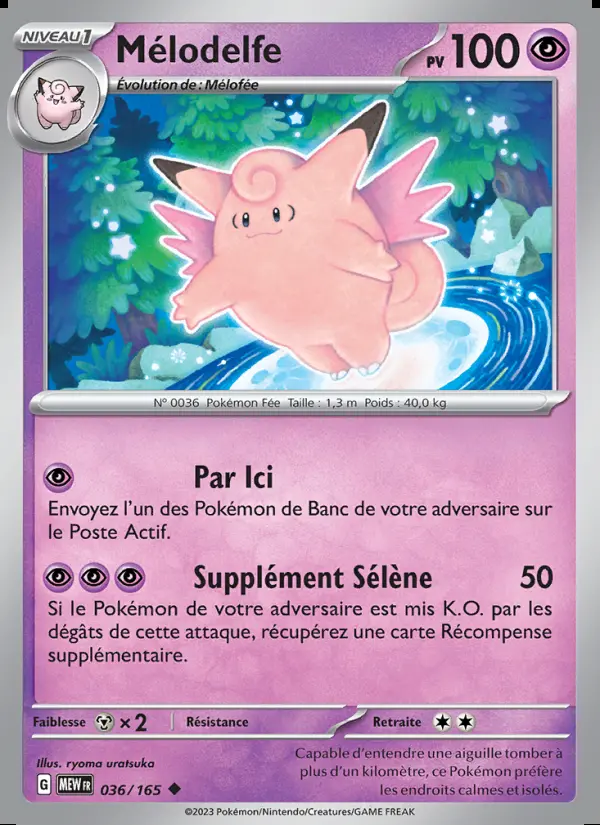 NIVEAU 1
Mélodelfe
PV 100
Évolution de : Mélofée
N° 0036 Pokémon Fée Taille : 1,3 m Poids : 40,0 kg
Par Ici
Envoyez l'un des Pokémon de Banc de votre adversaire sur
le Poste Actif.
Supplément Sélène 50
Si le Pokémon de votre adversaire est mis K.O. par les
dégâts de cette attaque, récupérez une carte Récompense
supplémentaire.
Faiblesse ×2 Résistance Retraite
Illus. ryoma uratsuka
G MEW FR 036/165
Capable d'entendre une aiguille tomber à
plus d'un kilomètre, ce Pokémon préfère
les endroits calmes et isolés.
©2023 Pokémon/Nintendo/Creatures/GAME FREAK